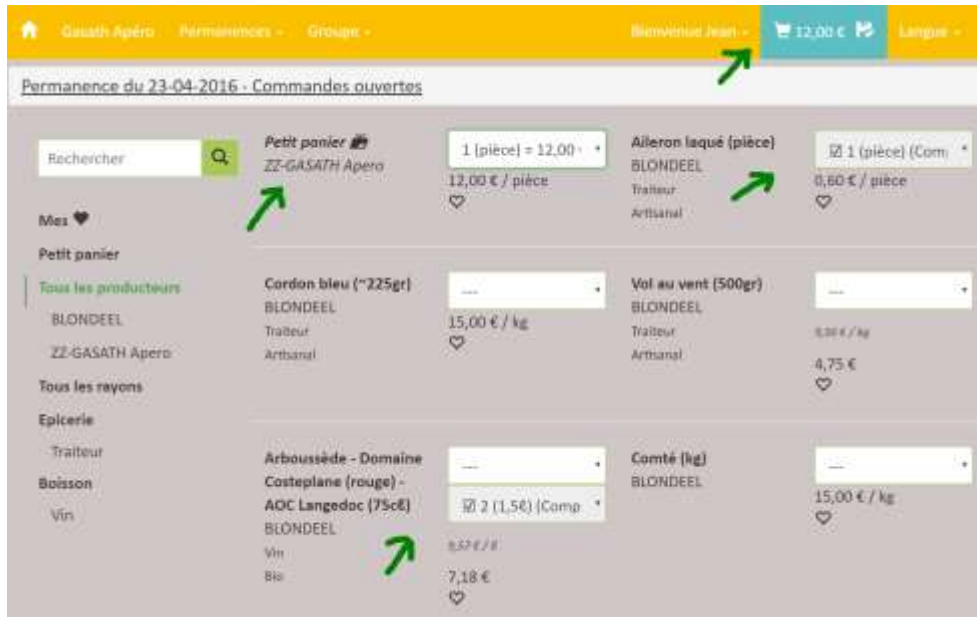 Gasath Apéro Permanences Groupe Bienvenue Jean 12,00 € Langue
Permanence du 23-04-2016 - Commandes ouvertes
Rechercher
Mes
Petit panier
Tous les producteurs
BLONDEEL
ZZ-GASATH Apero
Tous les rayons
Epicerie
Traiteur
Boisson
Vin
Petit panier
ZZ-GASATH Apero
1 (pièce) = 12,00
12,00 € / pièce
Aileron laqué (pièce)
BLONDEEL
Traiteur
Artisanal
☑ 1 (pièce) (Com
0,60 € / pièce
Cordon bleu (~225gr)
BLONDEEL
Traiteur
Artisanal
---
15,00 € / kg
Vol au vent (500gr)
BLONDEEL
Traiteur
Artisanal
---
4,75 €
Arboussède - Domaine
Costeplane (rouge) -
AOC Langedoc (75cℓ)
BLONDEEL
Vin
Bio
---
☑ 2 (1,5ℓ) (Comp
7,18 €
Comté (kg)
BLONDEEL
---
15,00 € / kg